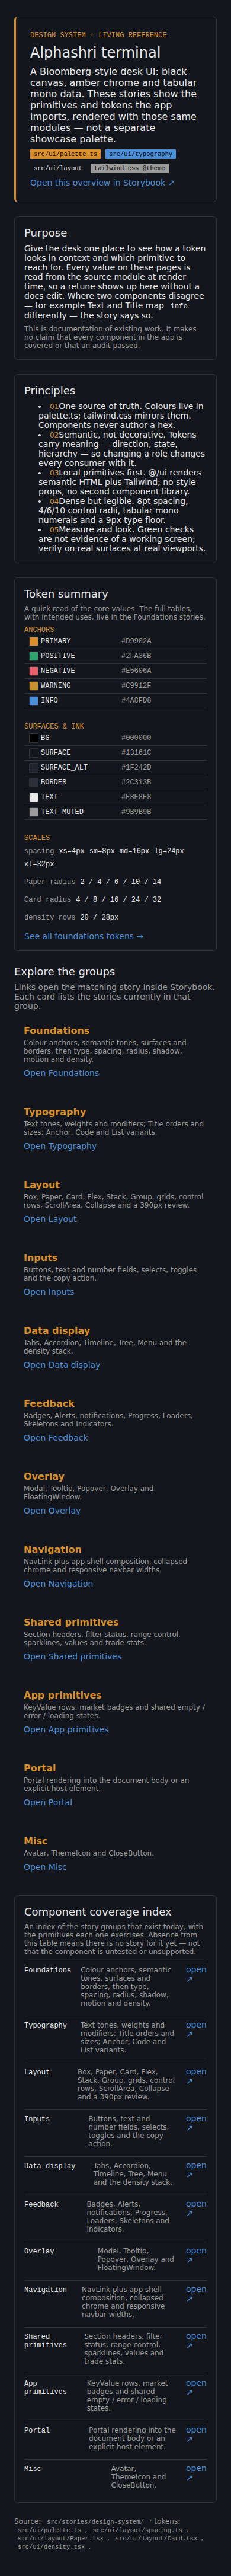 DESIGN SYSTEM · LIVING REFERENCE
Alphashri terminal
A Bloomberg-style desk UI: black
canvas, amber chrome and tabular
mono data. These stories show the
primitives and tokens the app
imports, rendered with those same
modules — not a separate
showcase palette.
src/ui/palette.ts src/ui/typography
src/ui/layout tailwind.css @theme
Open this overview in Storybook ↗
Purpose
Give the desk one place to see how a token
looks in context and which primitive to
reach for. Every value on these pages is
read from the source module at render
time, so a retune shows up here without a
docs edit. Where two components disagree
— for example Text and Title map info
differently — the story says so.
This is documentation of existing work. It makes
no claim that every component in the app is
covered or that an audit passed.
Principles
• 01One source of truth. Colours live in
palette.ts; tailwind.css mirrors them.
Components never author a hex.
• 02Semantic, not decorative. Tokens
carry meaning — direction, state,
hierarchy — so changing a role changes
every consumer with it.
• 03Local primitives first. @/ui renders
semantic HTML plus Tailwind; no style
props, no second component library.
• 04Dense but legible. 8pt spacing,
4/6/10 control radii, tabular mono
numerals and a 9px type floor.
• 05Measure and look. Green checks
are not evidence of a working screen;
verify on real surfaces at real viewports.
Token summary
A quick read of the core values. The full tables,
with intended uses, live in the Foundations stories.
ANCHORS
PRIMARY #D9902A
POSITIVE #2FA36B
NEGATIVE #E5606A
WARNING #C9912F
INFO #4A8FD8
SURFACES & INK
BG #000000
SURFACE #13161C
SURFACE_ALT #1F242D
BORDER #2C313B
TEXT #E8E8E8
TEXT_MUTED #9B9B9B
SCALES
spacing xs=4px sm=8px md=16px lg=24px
xl=32px
Paper radius 2 / 4 / 6 / 10 / 14
Card radius 4 / 8 / 16 / 24 / 32
density rows 20 / 28px
See all foundations tokens →
Explore the groups
Links open the matching story inside Storybook.
Each card lists the stories currently in that
group.
Foundations
Colour anchors, semantic tones, surfaces and
borders, then type, spacing, radius, shadow,
motion and density.
Open Foundations
Typography
Text tones, weights and modifiers; Title orders and
sizes; Anchor, Code and List variants.
Open Typography
Layout
Box, Paper, Card, Flex, Stack, Group, grids, control
rows, ScrollArea, Collapse and a 390px review.
Open Layout
Inputs
Buttons, text and number fields, selects, toggles
and the copy action.
Open Inputs
Data display
Tabs, Accordion, Timeline, Tree, Menu and the
density stack.
Open Data display
Feedback
Badges, Alerts, notifications, Progress, Loaders,
Skeletons and Indicators.
Open Feedback
Overlay
Modal, Tooltip, Popover, Overlay and
FloatingWindow.
Open Overlay
Navigation
NavLink plus app shell composition, collapsed
chrome and responsive navbar widths.
Open Navigation
Shared primitives
Section headers, filter status, range control,
sparklines, values and trade stats.
Open Shared primitives
App primitives
KeyValue rows, market badges and shared empty /
error / loading states.
Open App primitives
Portal
Portal rendering into the document body or an
explicit host element.
Open Portal
Misc
Avatar, ThemeIcon and CloseButton.
Open Misc
Component coverage index
An index of the story groups that exist today, with
the primitives each one exercises. Absence from
this table means there is no story for it yet — not
that the component is untested or unsupported.
Foundations Colour anchors, semantic open
tones, surfaces and ↗
borders, then type,
spacing, radius, shadow,
motion and density.
Typography Text tones, weights and open
modifiers; Title orders and ↗
sizes; Anchor, Code and
List variants.
Layout Box, Paper, Card, Flex, open
Stack, Group, grids, control ↗
rows, ScrollArea, Collapse
and a 390px review.
Inputs Buttons, text and open
number fields, selects, ↗
toggles and the copy
action.
Data display Tabs, Accordion, open
Timeline, Tree, Menu ↗
and the density stack.
Feedback Badges, Alerts, open
notifications, Progress, ↗
Loaders, Skeletons and
Indicators.
Overlay Modal, Tooltip, open
Popover, Overlay and ↗
FloatingWindow.
Navigation NavLink plus app shell open
composition, collapsed ↗
chrome and responsive
navbar widths.
Shared Section headers, filter open
primitives status, range control, ↗
sparklines, values and
trade stats.
App KeyValue rows, market open
primitives badges and shared ↗
empty / error / loading
states.
Portal Portal rendering into the open
document body or an ↗
explicit host element.
Misc Avatar, open
ThemeIcon and ↗
CloseButton.
Source: src/stories/design-system/ · tokens:
src/ui/palette.ts , src/ui/layout/spacing.ts ,
src/ui/layout/Paper.tsx , src/ui/layout/Card.tsx ,
src/ui/density.tsx .